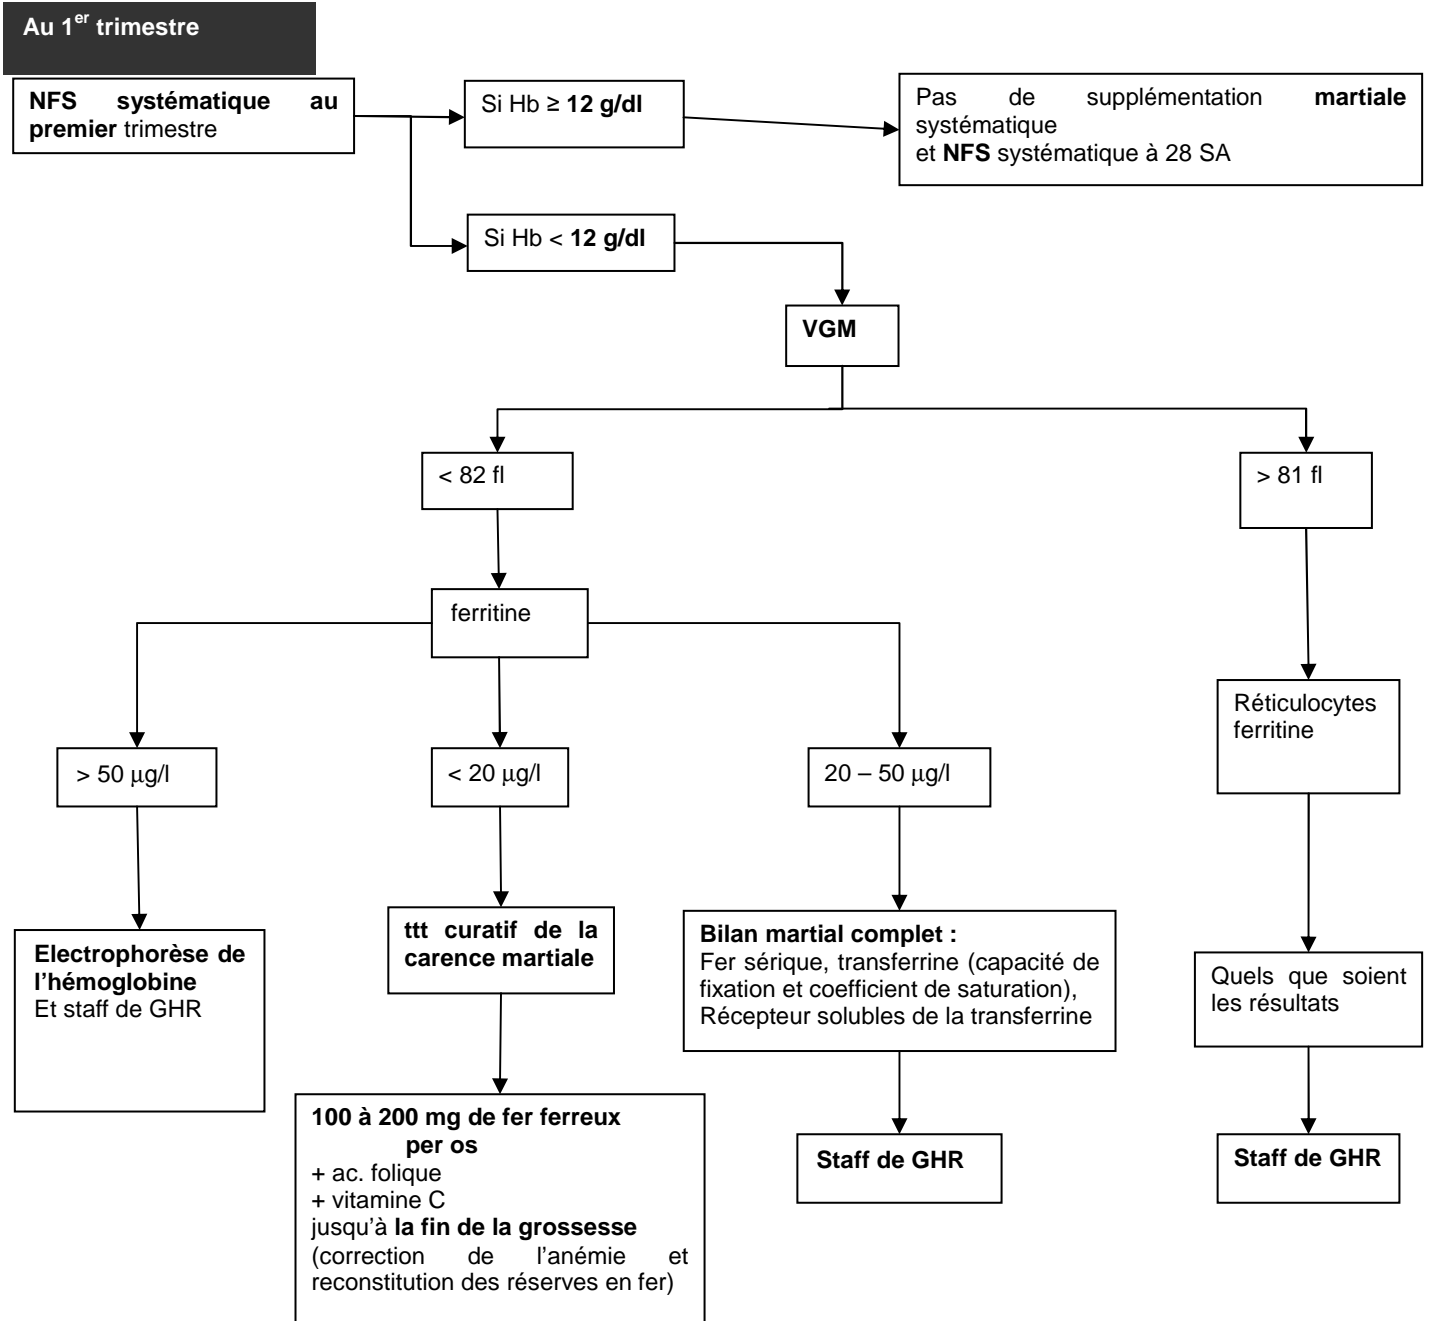 Au 1er trimestre
NFS systématique au
premier trimestre
Si Hb ≥ 12 g/dl
Pas de supplémentation martiale
systématique
et NFS systématique à 28 SA
Si Hb < 12 g/dl
VGM
< 82 fl
> 81 fl
ferritine
Réticulocytes
ferritine
> 50 µg/l
< 20 µg/l
20 – 50 µg/l
Electrophorèse de
l’hémoglobine
Et staff de GHR
ttt curatif de la
carence martiale
Bilan martial complet :
Fer sérique, transferrine (capacité de
fixation et coefficient de saturation),
Récepteur solubles de la transferrine
Quels que soient
les résultats
100 à 200 mg de fer ferreux
per os
+ ac. folique
+ vitamine C
jusqu’à la fin de la grossesse
(correction de l’anémie et
reconstitution des réserves en fer)
Staff de GHR
Staff de GHR